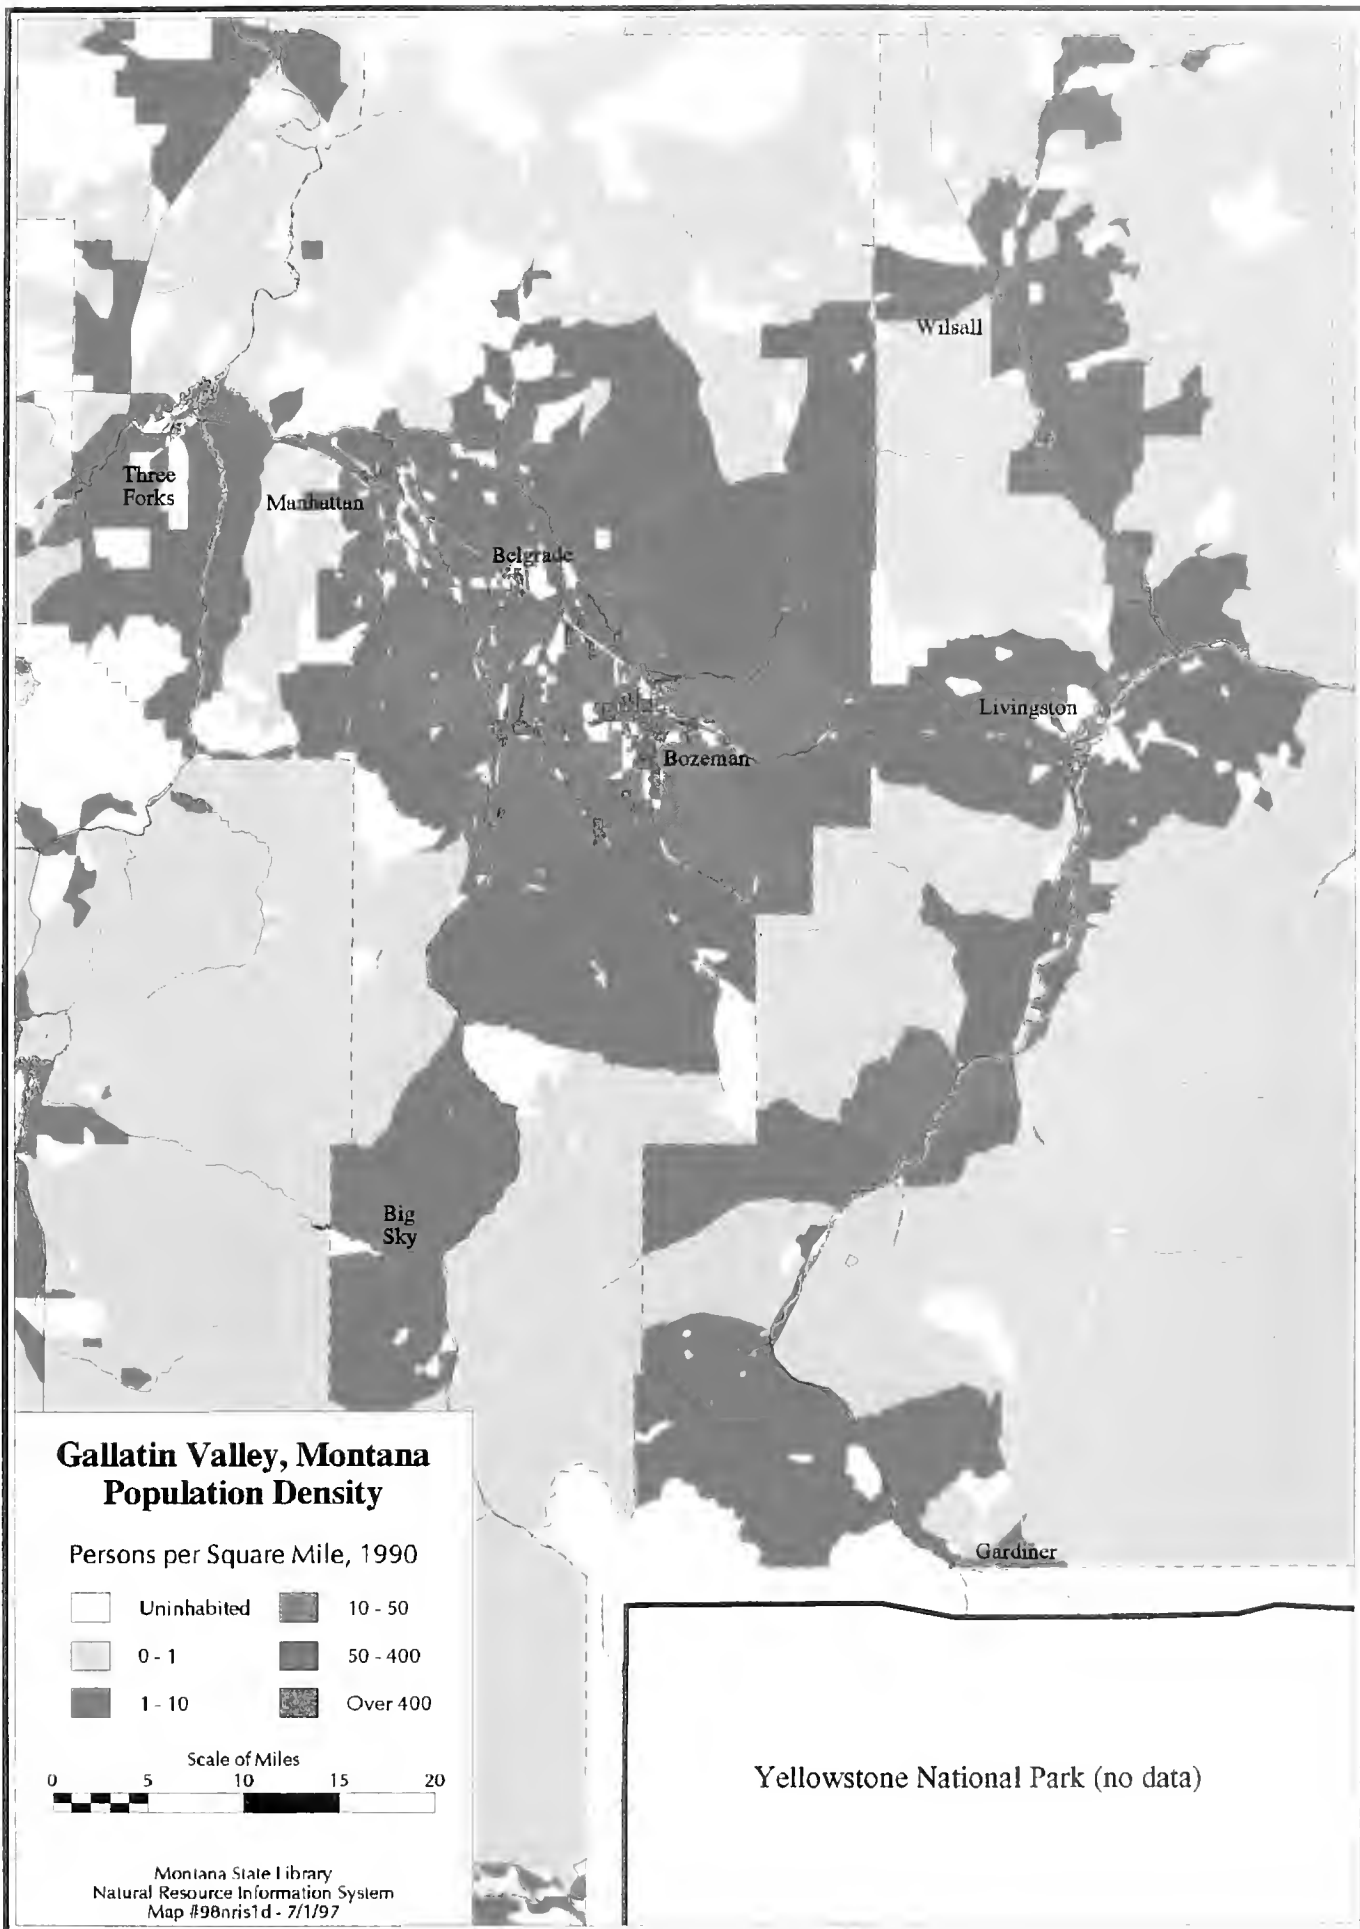 Wilsall
Three
Forks
Manhattan
Belgrade
Livingston
Bozeman
Big
Sky
Gardiner
Gallatin Valley, Montana
Population Density
Persons per Square Mile, 1990
Uninhabited
10 - 50
0 - 1
50 - 400
1 - 10
Over 400
Scale of Miles
0 5 10 15 20
Yellowstone National Park (no data)
Montana State Library
Natural Resource Information System
Map #98nris1d - 7/1/97